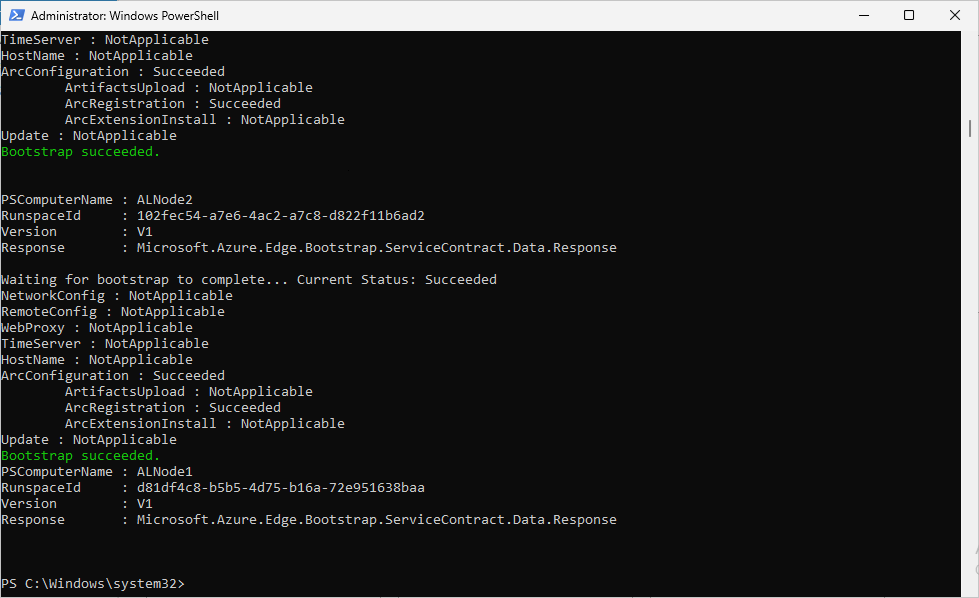 Administrator: Windows PowerShell
TimeServer : NotApplicable
HostName : NotApplicable
ArcConfiguration : Succeeded
ArtifactsUpload : NotApplicable
ArcRegistration : Succeeded
ArcExtensionInstall : NotApplicable
Update : NotApplicable
Bootstrap succeeded.
PSComputerName : ALNode2
RunspaceId     : 102fec54-a7e6-4ac2-a7c8-d822f11b6ad2
Version        : V1
Response       : Microsoft.Azure.Edge.Bootstrap.ServiceContract.Data.Response
Waiting for bootstrap to complete... Current Status: Succeeded
NetworkConfig : NotApplicable
RemoteConfig : NotApplicable
WebProxy : NotApplicable
TimeServer : NotApplicable
HostName : NotApplicable
ArcConfiguration : Succeeded
ArtifactsUpload : NotApplicable
ArcRegistration : Succeeded
ArcExtensionInstall : NotApplicable
Update : NotApplicable
Bootstrap succeeded.
PSComputerName : ALNode1
RunspaceId     : d81df4c8-b5b5-4d75-b16a-72e951638baa
Version        : V1
Response       : Microsoft.Azure.Edge.Bootstrap.ServiceContract.Data.Response
PS C:\Windows\system32>